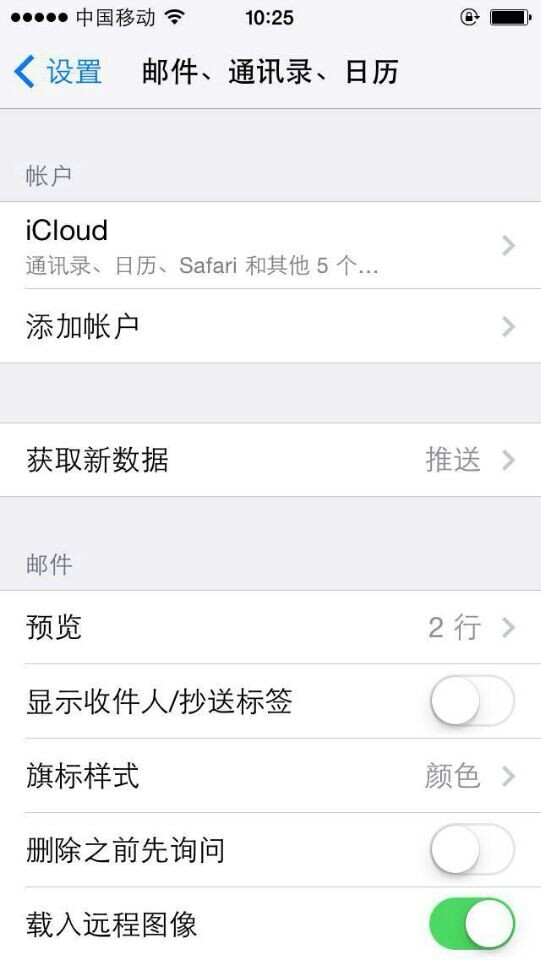 中国移动 10:25
设置 邮件、通讯录、日历
帐户
iCloud
通讯录、日历、Safari 和其他 5 个...
添加帐户
获取新数据 推送
邮件
预览 2 行
显示收件人/抄送标签
旗标样式 颜色
删除之前先询问
载入远程图像